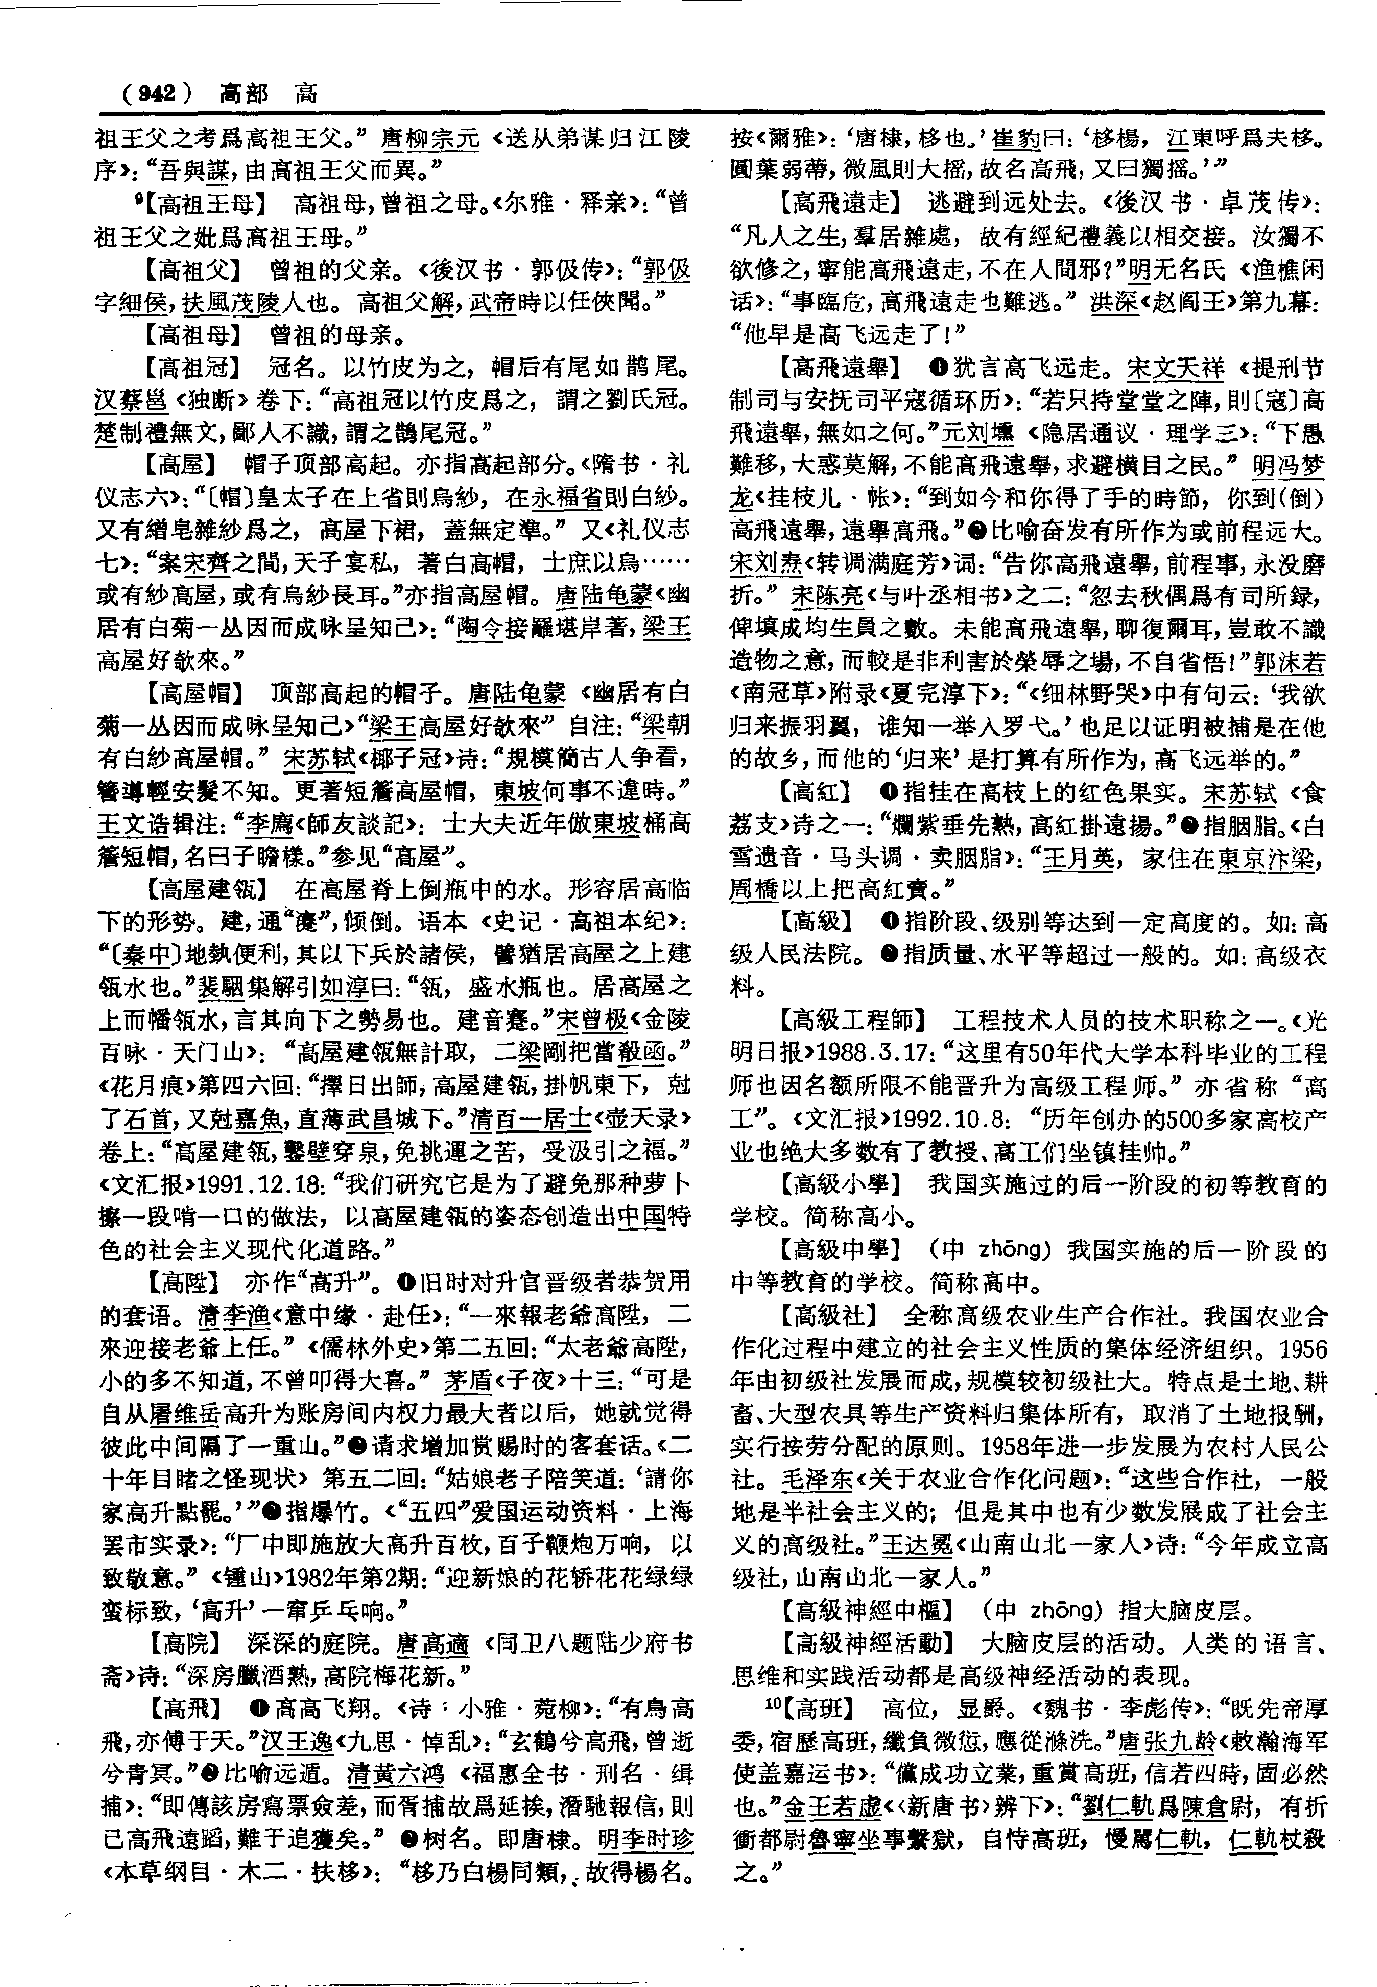 （942） 高部 高
祖王父之考爲高祖王父。”唐柳宗元《送从弟谋归江陵
序》：“吾與謀，由高祖王父而異。”
⁹【高祖王母】 高祖母，曾祖之母。《尔雅·释亲》：“曾
祖王父之妣爲高祖王母。”
【高祖父】 曾祖的父亲。《後汉书·郭伋传》：“郭伋
字細侯，扶風茂陵人也。高祖父解，武帝時以任俠聞。”
【高祖母】 曾祖的母亲。
【高祖冠】 冠名。以竹皮为之，帽后有尾如鹊尾。
汉蔡邕《独断》卷下：“高祖冠以竹皮爲之，謂之劉氏冠。
楚制禮無文，鄙人不識，謂之鵲尾冠。”
【高屋】 帽子顶部高起。亦指高起部分。《隋书·礼
仪志六》：“〔帽〕皇太子在上省則烏紗，在永福省則白紗。
又有繒皂雜紗爲之，高屋下裙，蓋無定準。”又《礼仪志
七》：“案宋齊之間，天子宴私，著白高帽，士庶以烏……
或有紗高屋，或有烏紗長耳。”亦指高屋帽。唐陆龟蒙《幽
居有白菊一丛因而成咏呈知己》：“陶令接䍦堪岸著，梁王
高屋好欹來。”
【高屋帽】 顶部高起的帽子。唐陆龟蒙《幽居有白
菊一丛因而成咏呈知己》“梁王高屋好欹來”自注：“梁朝
有白紗高屋帽。”宋苏轼《椰子冠》诗：“規模簡古人争看，
簪導輕安髮不知。更著短簷高屋帽，東坡何事不違時。”
王文诰辑注：“李廌《師友談記》：士大夫近年倣東坡桶高
簷短帽，名曰子瞻樣。”参见“高屋”。
【高屋建瓴】 在高屋脊上倒瓶中的水。形容居高临
下的形势。建，通“瀽”，倾倒。语本《史记·高祖本纪》：
“〔秦中〕地埶便利，其以下兵於諸侯，譬猶居高屋之上建
瓴水也。”裴駰集解引如淳曰：“瓴，盛水瓶也。居高屋之
上而幡瓴水，言其向下之勢易也。建音蹇。”宋曾极《金陵
百咏·天门山》：“高屋建瓴無計取，二梁剛把當殽函。”
《花月痕》第四六回：“擇日出師，高屋建瓴，掛帆東下，尅
了石首，又尅嘉魚，直薄武昌城下。”清百一居士《壶天录》
卷上：“高屋建瓴，鑿壁穿泉，免挑運之苦，受汲引之福。”
《文汇报》1991.12.18：“我们研究它是为了避免那种萝卜
擦一段啃一口的做法，以高屋建瓴的姿态创造出中国特
色的社会主义现代化道路。”
【高陞】 亦作“高升”。❶旧时对升官晋级者恭贺用
的套语。清李渔《意中缘·赴任》：“一來報老爺高陞，二
來迎接老爺上任。”《儒林外史》第二五回：“太老爺高陞，
小的多不知道，不曾叩得大喜。”茅盾《子夜》十三：“可是
自从屠维岳高升为账房间内权力最大者以后，她就觉得
彼此中间隔了一重山。”❷请求增加赏赐时的客套话。《二
十年目睹之怪现状》第五二回：“姑娘老子陪笑道：‘請你
家高升點罷。’”❸指爆竹。《“五四”爱国运动资料·上海
罢市实录》：“厂中即施放大高升百枚，百子鞭炮万响，以
致敬意。”《锺山》1982年第2期：“迎新娘的花轿花花绿绿
蛮标致，‘高升’一甯乒乓响。”
【高院】 深深的庭院。唐高適《同卫八题陆少府书
斋》诗：“深房臘酒熟，高院梅花新。”
【高飛】 ❶高高飞翔。《诗·小雅·菀柳》：“有鳥高
飛，亦傅于天。”汉王逸《九思·悼乱》：“玄鶴兮高飛，曾逝
兮青冥。”❷比喻远遁。清黄六鸿《福惠全书·刑名·缉
捕》：“即傳該房寫票僉差，而胥捕故爲延挨，潛馳報信，則
已高飛遠蹈，難于追獲矣。”❸树名。即唐棣。明李时珍
《本草纲目·木二·扶栘》：“栘乃白楊同類，故得楊名。
按《爾雅》：‘唐棣，栘也。’崔豹曰：‘栘楊，江東呼爲夫栘。
圓葉弱蔕，微風則大摇，故名高飛，又曰獨摇。’”
【高飛遠走】 逃避到远处去。《後汉书·卓茂传》：
“凡人之生，羣居雜處，故有經紀禮義以相交接。汝獨不
欲修之，寧能高飛遠走，不在人間邪？”明无名氏《渔樵闲
话》：“事臨危，高飛遠走也難逃。”洪深《赵阎王》第九幕：
“他早是高飞远走了！”
【高飛遠舉】 ❶犹言高飞远走。宋文天祥《提刑节
制司与安抚司平寇循环历》：“若只持堂堂之陣，則〔寇〕高
飛遠舉，無如之何。”元刘壎《隐居通议·理学三》：“下愚
難移，大惑莫解，不能高飛遠舉，求避横目之民。”明冯梦
龙《挂枝儿·帐》：“到如今和你得了手的時節，你到（倒）
高飛遠舉，遠舉高飛。”❷比喻奋发有所作为或前程远大。
宋刘焘《转调满庭芳》词：“告你高飛遠舉，前程事，永没磨
折。”宋陈亮《与叶丞相书》之二：“忽去秋偶爲有司所録，
俾填成均生員之數。未能高飛遠舉，聊復爾耳，豈敢不識
造物之意，而較是非利害於榮辱之場，不自省悟！”郭沫若
《南冠草》附录《夏完淳下》：“《细林野哭》中有句云：‘我欲
归来振羽翼，谁知一举入罗弋。’也足以证明被捕是在他
的故乡，而他的‘归来’是打算有所作为，高飞远举的。”
【高紅】 ❶指挂在高枝上的红色果实。宋苏轼《食
荔支》诗之一：“爛紫垂先熟，高紅掛遠揚。”❷指胭脂。《白
雪遗音·马头调·卖胭脂》：“王月英，家住在東京汴梁，
周橋以上把高紅賣。”
【高級】 ❶指阶段、级别等达到一定高度的。如：高
级人民法院。❷指质量、水平等超过一般的。如：高级衣
料。
【高級工程師】 工程技术人员的技术职称之一。《光
明日报》1988.3.17：“这里有50年代大学本科毕业的工程
师也因名额所限不能晋升为高级工程师。”亦省称“高
工”。《文汇报》1992.10.8：“历年创办的500多家高校产
业也绝大多数有了教授、高工们坐镇挂帅。”
【高級小學】 我国实施过的后一阶段的初等教育的
学校。简称高小。
【高級中學】（中 zhōng）我国实施的后一阶段的
中等教育的学校。简称高中。
【高級社】 全称高级农业生产合作社。我国农业合
作化过程中建立的社会主义性质的集体经济组织。1956
年由初级社发展而成，规模较初级社大。特点是土地、耕
畜、大型农具等生产资料归集体所有，取消了土地报酬，
实行按劳分配的原则。1958年进一步发展为农村人民公
社。毛泽东《关于农业合作化问题》：“这些合作社，一般
地是半社会主义的；但是其中也有少数发展成了社会主
义的高级社。”王达冕《山南山北一家人》诗：“今年成立高
级社，山南山北一家人。”
【高級神經中樞】（中 zhōng）指大脑皮层。
【高級神經活動】 大脑皮层的活动。人类的语言、
思维和实践活动都是高级神经活动的表现。
¹⁰【高班】 高位，显爵。《魏书·李彪传》：“既先帝厚
委，宿歷高班，纖負微愆，應從滌洗。”唐张九龄《敕瀚海军
使盖嘉运书》：“儻成功立業，重賞高班，信若四時，固必然
也。”金王若虚《〈新唐书〉辨下》：“劉仁軌爲陳倉尉，有折
衝都尉魯寧坐事繫獄，自恃高班，慢駡仁軌，仁軌杖殺
之。”